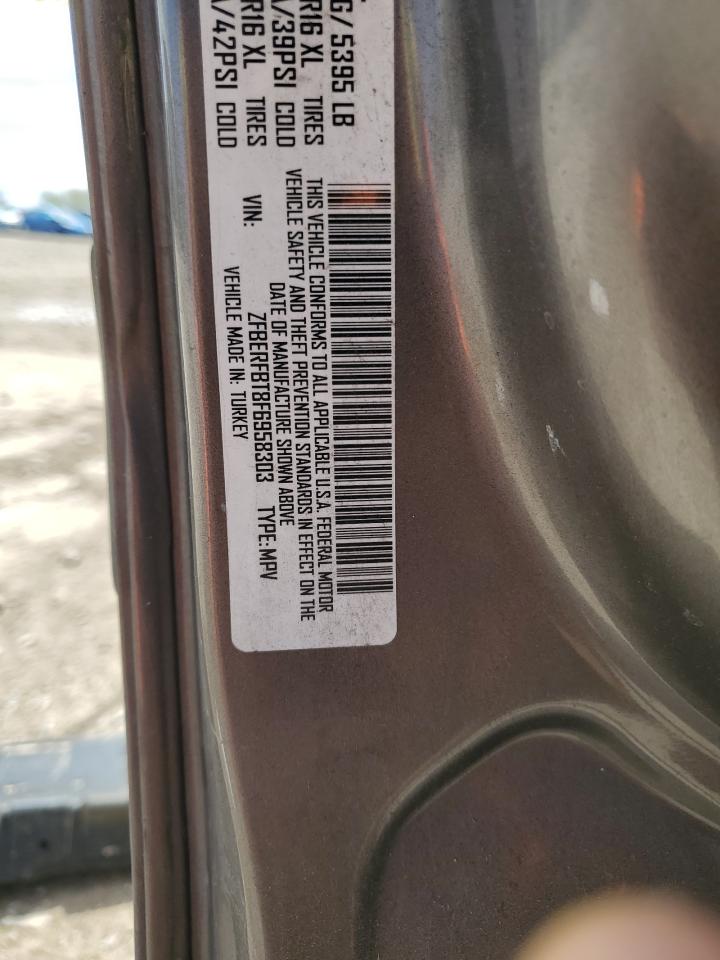 G/ 5395 LB
R16 XL TIRES
/39PSI COLD
R16 XL TIRES
/42PSI COLD
THIS VEHICLE CONFORMS TO ALL APPLICABLE U.S.A. FEDERAL MOTOR
VEHICLE SAFETY AND THEFT PREVENTION STANDARDS IN EFFECT ON THE
DATE OF MANUFACTURE SHOWN ABOVE
VIN: ZFBERFBT8F6958303 TYPE: MPV
VEHICLE MADE IN: TURKEY